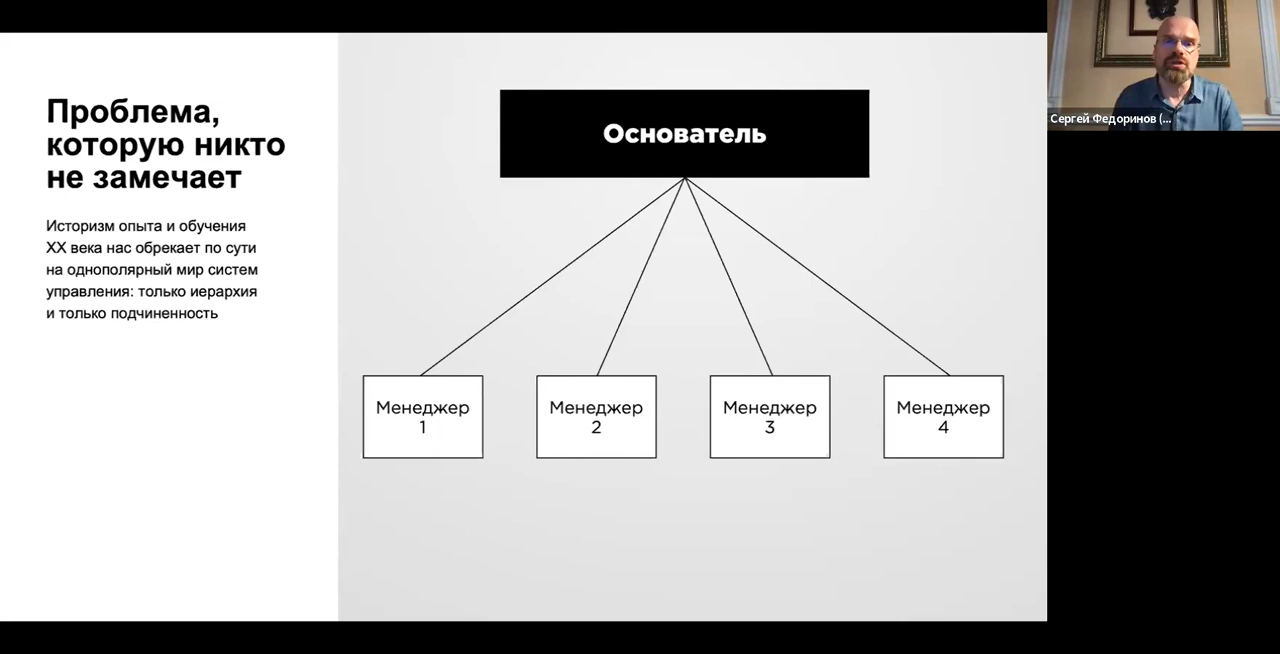 Проблема,
которую никто
не замечает
Историзм опыта и обучения
XX века нас обрекает по сути
на однополярный мир систем
управления: только иерархия
и только подчиненность
Основатель
Менеджер
1
Менеджер
2
Менеджер
3
Менеджер
4
Сергей Федоринов (...